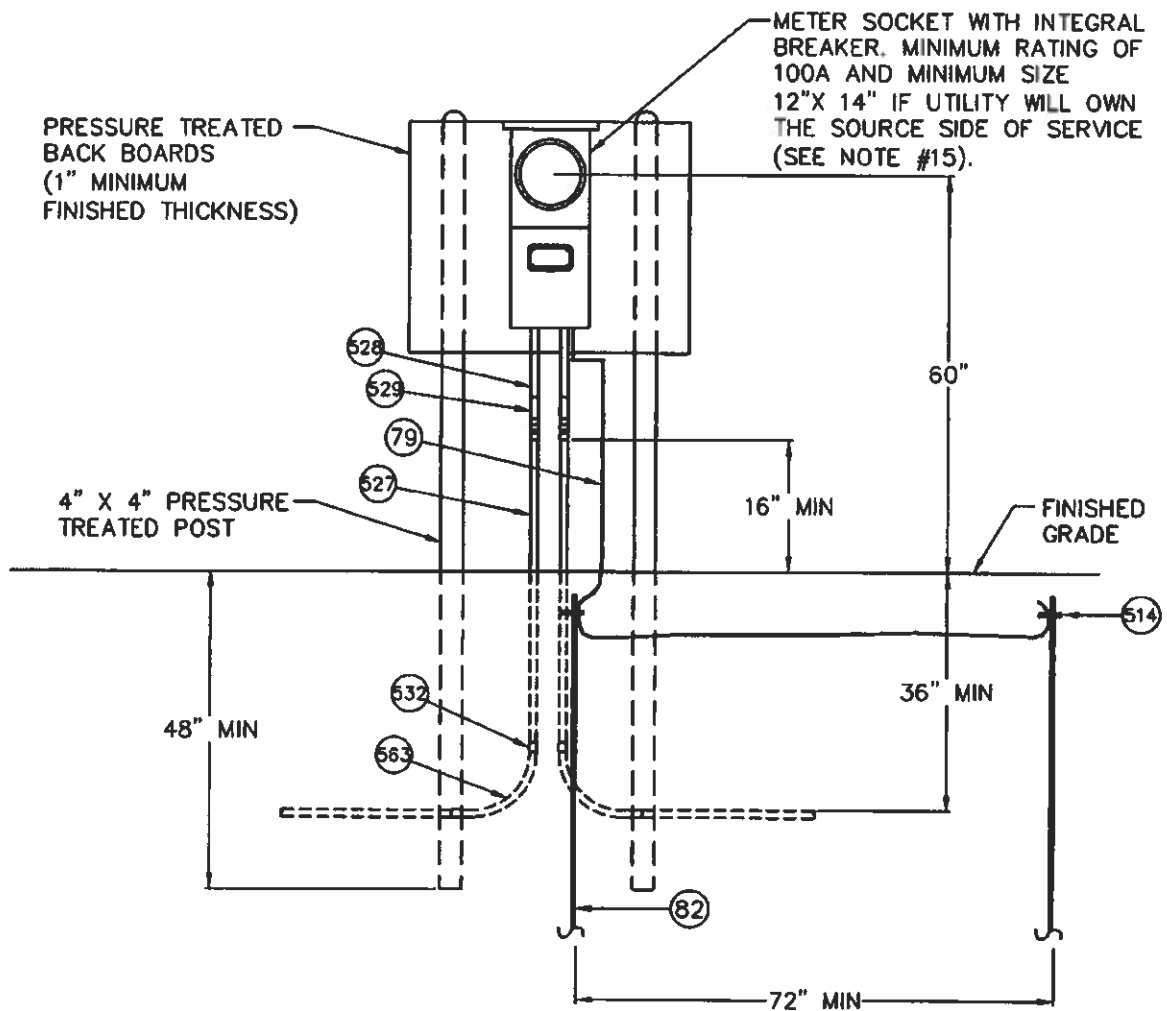 METER SOCKET WITH INTEGRAL
BREAKER. MINIMUM RATING OF
100A AND MINIMUM SIZE
12"X 14" IF UTILITY WILL OWN
THE SOURCE SIDE OF SERVICE
(SEE NOTE #15).
PRESSURE TREATED
BACK BOARDS
(1" MINIMUM
FINISHED THICKNESS)
528
529
60"
79
527
4" X 4" PRESSURE
TREATED POST
16" MIN
FINISHED
GRADE
514
532
36" MIN
48" MIN
563
82
72" MIN